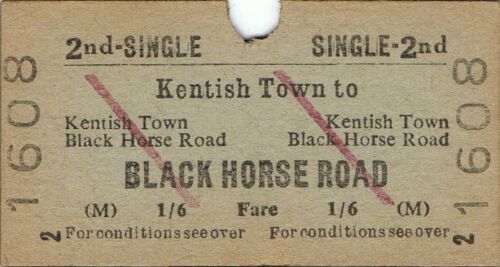 2nd-SINGLE SINGLE-2nd
Kentish Town to
Kentish Town Kentish Town
Black Horse Road Black Horse Road
BLACK HORSE ROAD
(M) 1/6 Fare 1/6 (M)
For conditions see over For conditions see over
1608
1608
2
2